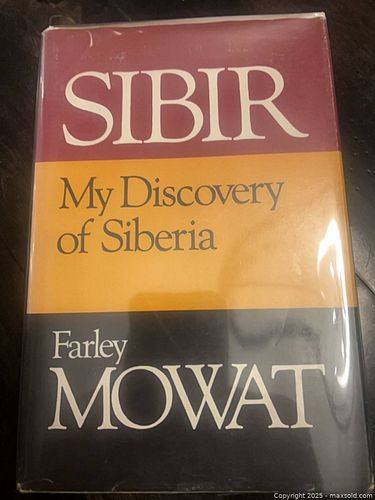 SIBIR
My Discovery
of Siberia
Farley
MOWAT
Copyright 2025 - maxsold.com